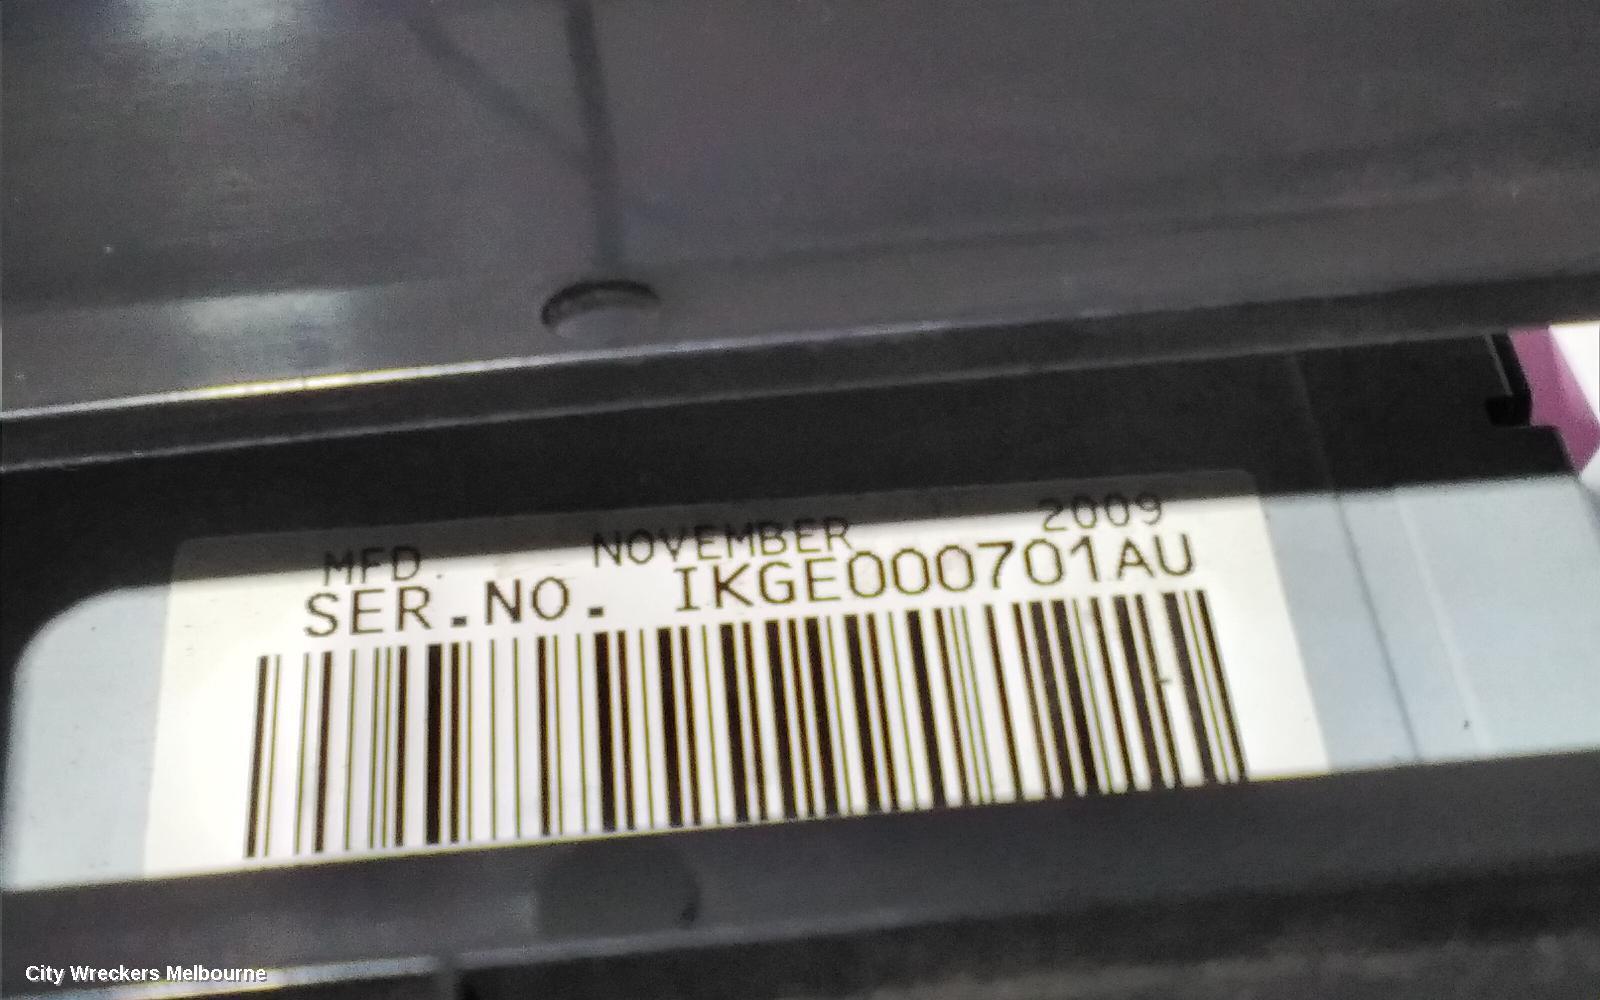 MFD. NOVEMBER 2009
SER.NO. IKGE000701AU
City Wreckers Melbourne